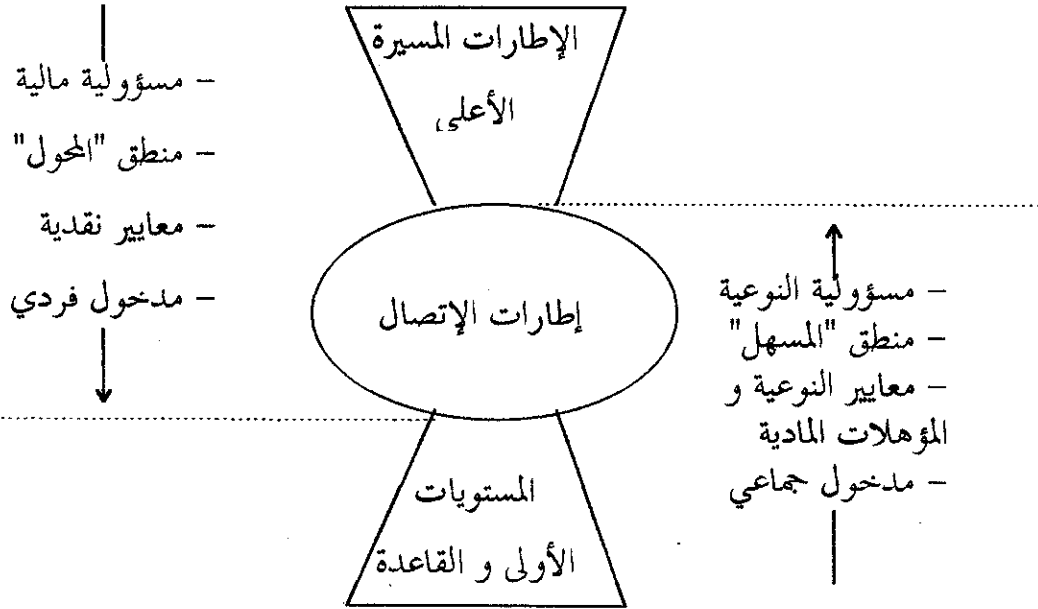 الإطارات المسيرة
الأعلى
– مسؤولية مالية
– منطق "المحول"
– معايير نقدية
– مدخول فردي
إطارات الإتصال
– مسؤولية النوعية
– منطق "المسهل"
– معايير النوعية و
المؤهلات المادية
– مدخول جماعي
المستويات
الأولى و القاعدة